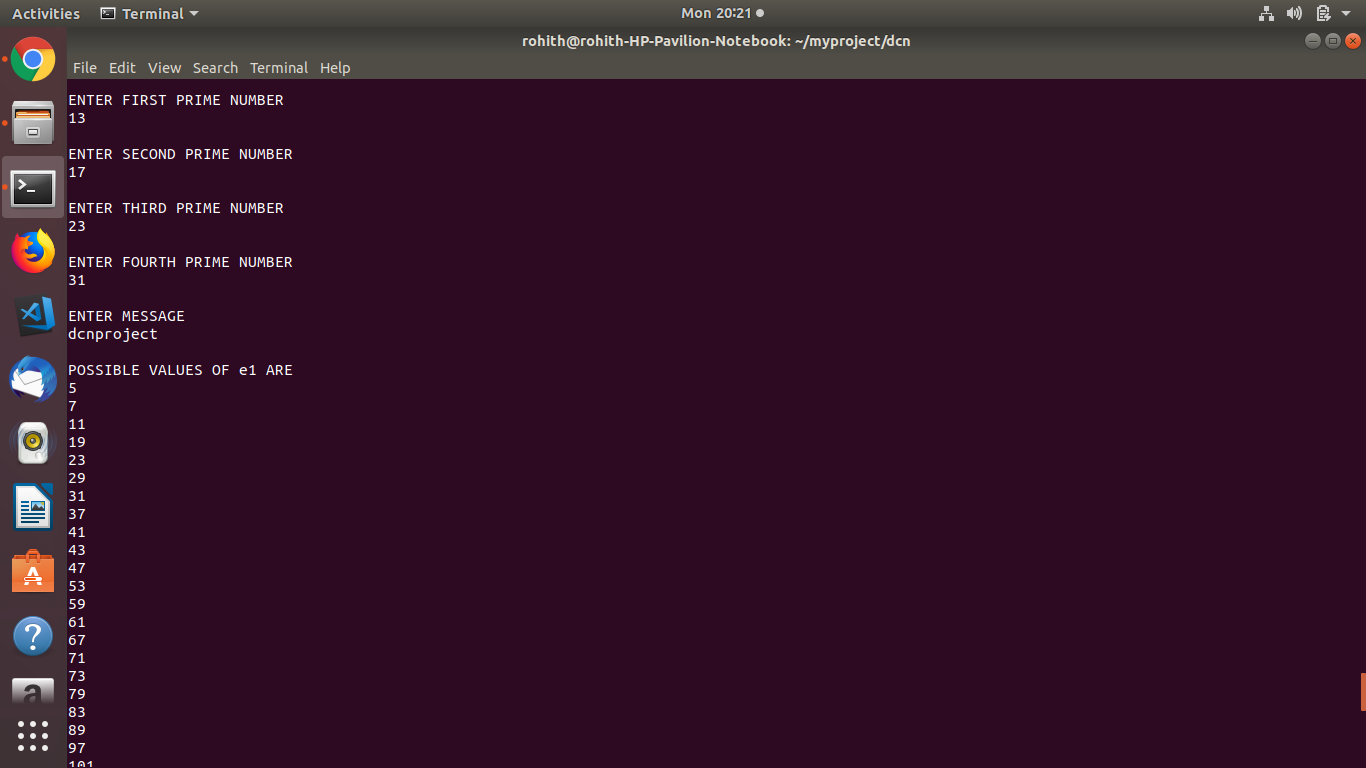 Activities Terminal Mon 20:21
rohith@rohith-HP-Pavilion-Notebook: ~/myproject/dcn
File Edit View Search Terminal Help
ENTER FIRST PRIME NUMBER
13
ENTER SECOND PRIME NUMBER
17
ENTER THIRD PRIME NUMBER
23
ENTER FOURTH PRIME NUMBER
31
ENTER MESSAGE
dcnproject
POSSIBLE VALUES OF e1 ARE
5
7
11
19
23
29
31
37
41
43
47
53
59
61
67
71
73
79
83
89
97
101